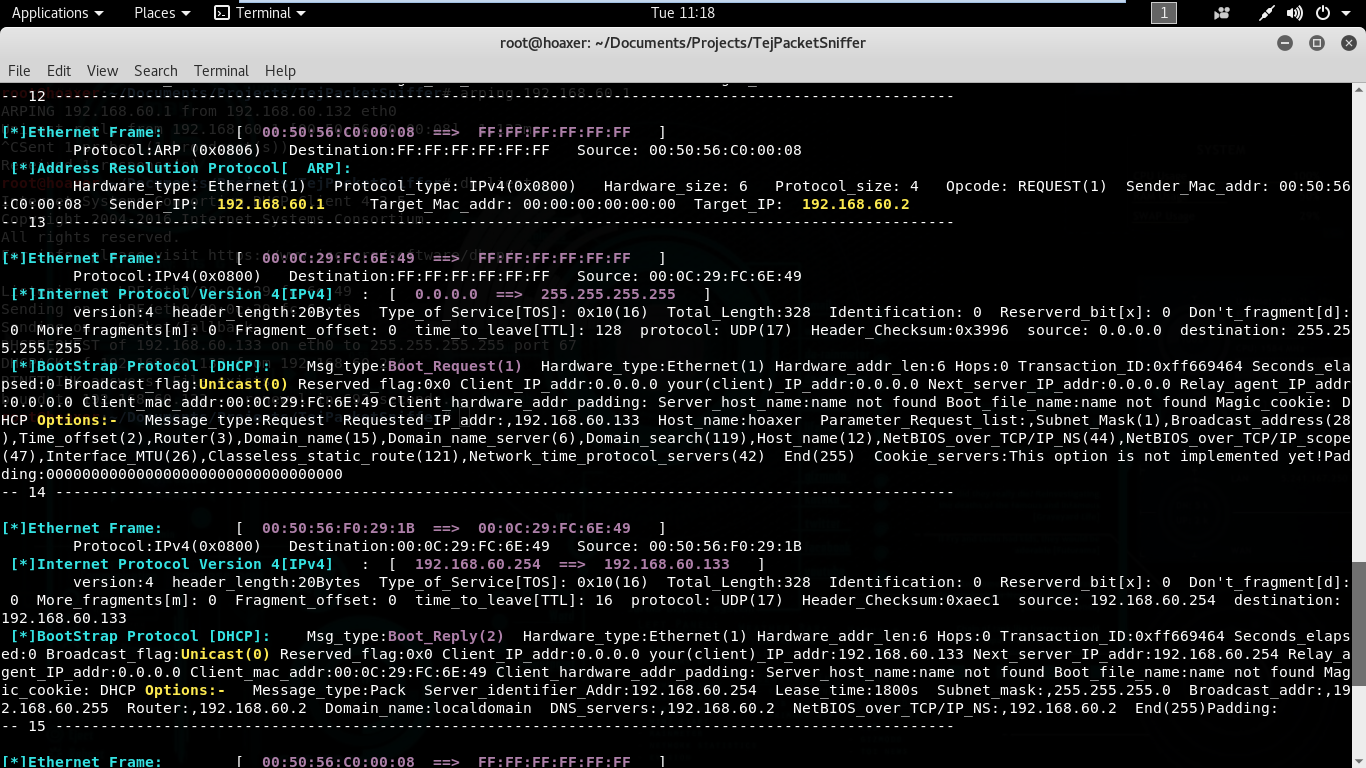 Applications Places Terminal Tue 11:18 1
root@hoaxer: ~/Documents/Projects/TejPacketSniffer
File Edit View Search Terminal Help
-- 12 ----------------------------------------------------------------------------------------------------
[*]Ethernet Frame: [ 00:50:56:C0:00:08 ==> FF:FF:FF:FF:FF:FF ]
Protocol:ARP (0x0806) Destination:FF:FF:FF:FF:FF:FF Source: 00:50:56:C0:00:08
[*]Address Resolution Protocol[ ARP]:
Hardware_type: Ethernet(1) Protocol_type: IPv4(0x0800) Hardware_size: 6 Protocol_size: 4 Opcode: REQUEST(1) Sender_Mac_addr: 00:50:56
:C0:00:08 Sender_IP: 192.168.60.1 Target_Mac_addr: 00:00:00:00:00:00 Target_IP: 192.168.60.2
-- 13 ----------------------------------------------------------------------------------------------------
[*]Ethernet Frame: [ 00:0C:29:FC:6E:49 ==> FF:FF:FF:FF:FF:FF ]
Protocol:IPv4(0x0800) Destination:FF:FF:FF:FF:FF:FF Source: 00:0C:29:FC:6E:49
[*]Internet Protocol Version 4[IPv4] : [ 0.0.0.0 ==> 255.255.255.255 ]
version:4 header_length:20Bytes Type_of_Service[TOS]: 0x10(16) Total_Length:328 Identification: 0 Reserverd_bit[x]: 0 Don't_fragment[d]:
0 More_fragments[m]: 0 Fragment_offset: 0 time_to_leave[TTL]: 128 protocol: UDP(17) Header_Checksum:0x3996 source: 0.0.0.0 destination: 255.25
5.255.255
[*]BootStrap Protocol [DHCP]: Msg_type:Boot_Request(1) Hardware_type:Ethernet(1) Hardware_addr_len:6 Hops:0 Transaction_ID:0xff669464 Seconds_ela
psed:0 Broadcast_flag:Unicast(0) Reserved_flag:0x0 Client_IP_addr:0.0.0.0 your(client)_IP_addr:0.0.0.0 Next_server_IP_addr:0.0.0.0 Relay_agent_IP_addr
:0.0.0.0 Client_mac_addr:00:0C:29:FC:6E:49 Client_hardware_addr_padding: Server_host_name:name not found Boot_file_name:name not found Magic_cookie: D
HCP Options:- Message_type:Request Requested_IP_addr:,192.168.60.133 Host_name:hoaxer Parameter_Request_list:,Subnet_Mask(1),Broadcast_address(28
),Time_offset(2),Router(3),Domain_name(15),Domain_name_server(6),Domain_search(119),Host_name(12),NetBIOS_over_TCP/IP_NS(44),NetBIOS_over_TCP/IP_scope
(47),Interface_MTU(26),Classeless_static_route(121),Network_time_protocol_servers(42) End(255) Cookie_servers:This option is not implemented yet!Pad
ding:000000000000000000000000000000000
-- 14 ----------------------------------------------------------------------------------------------------
[*]Ethernet Frame: [ 00:50:56:F0:29:1B ==> 00:0C:29:FC:6E:49 ]
Protocol:IPv4(0x0800) Destination:00:0C:29:FC:6E:49 Source: 00:50:56:F0:29:1B
[*]Internet Protocol Version 4[IPv4] : [ 192.168.60.254 ==> 192.168.60.133 ]
version:4 header_length:20Bytes Type_of_Service[TOS]: 0x10(16) Total_Length:328 Identification: 0 Reserverd_bit[x]: 0 Don't_fragment[d]:
0 More_fragments[m]: 0 Fragment_offset: 0 time_to_leave[TTL]: 16 protocol: UDP(17) Header_Checksum:0xaec1 source: 192.168.60.254 destination:
192.168.60.133
[*]BootStrap Protocol [DHCP]: Msg_type:Boot_Reply(2) Hardware_type:Ethernet(1) Hardware_addr_len:6 Hops:0 Transaction_ID:0xff669464 Seconds_elaps
ed:0 Broadcast_flag:Unicast(0) Reserved_flag:0x0 Client_IP_addr:0.0.0.0 your(client)_IP_addr:192.168.60.133 Next_server_IP_addr:192.168.60.254 Relay_a
gent_IP_addr:0.0.0.0 Client_mac_addr:00:0C:29:FC:6E:49 Client_hardware_addr_padding: Server_host_name:name not found Boot_file_name:name not found Mag
ic_cookie: DHCP Options:- Message_type:Pack Server_identifier_Addr:192.168.60.254 Lease_time:1800s Subnet_mask:,255.255.255.0 Broadcast_addr:,19
2.168.60.255 Router:,192.168.60.2 Domain_name:localdomain DNS_servers:,192.168.60.2 NetBIOS_over_TCP/IP_NS:,192.168.60.2 End(255)Padding:
-- 15 ----------------------------------------------------------------------------------------------------
[*]Ethernet Frame: [ 00:50:56:C0:00:08 ==> FF:FF:FF:FF:FF:FF ]